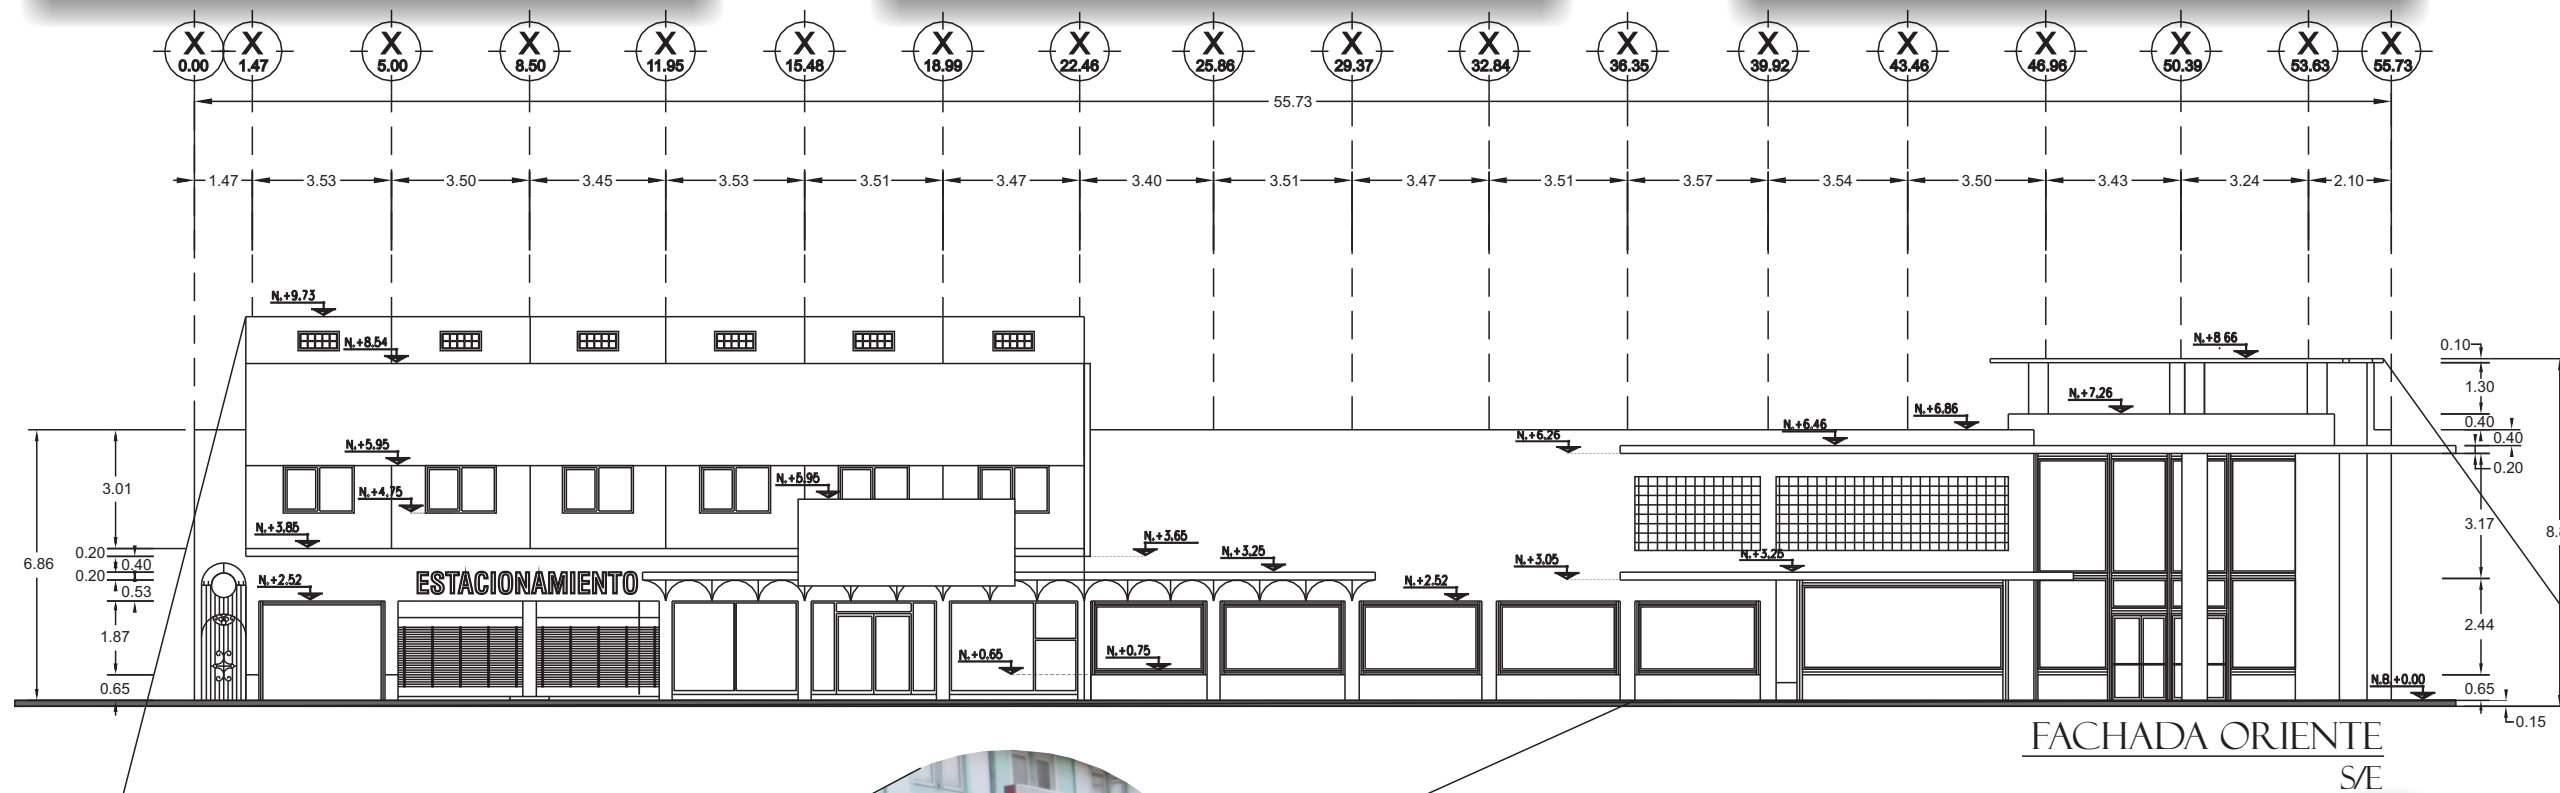 X X X X X X X X X X X X X X X X X X
0.00 1.47 5.00 8.50 11.95 15.48 18.99 22.46 25.86 29.37 32.84 36.35 39.92 43.46 46.96 50.39 53.63 55.73
55.73
1.47 3.53 3.50 3.45 3.53 3.51 3.47 3.40 3.51 3.47 3.51 3.57 3.54 3.50 3.43 3.24 2.10
N.+9.73
N.+8.54
N.+8 66
0.10
1.30
N.+7.26
N.+6.86
0.40
N.+6.46
N.+6.26
0.40
N.+5.95
0.20
N.+5.95
3.01
N.+4.75
3.17
N.+3.85
N.+3.65
0.20
N.+3.25
N.+3.25
6.86
0.40
N.+3.05
0.20
N.+2.52
ESTACIONAMIENTO
N.+2.52
0.53
1.87
2.44
N.+0.65
N.+0.75
0.65
N.B.+0.00
0.65
0.15
FACHADA ORIENTE
S/E